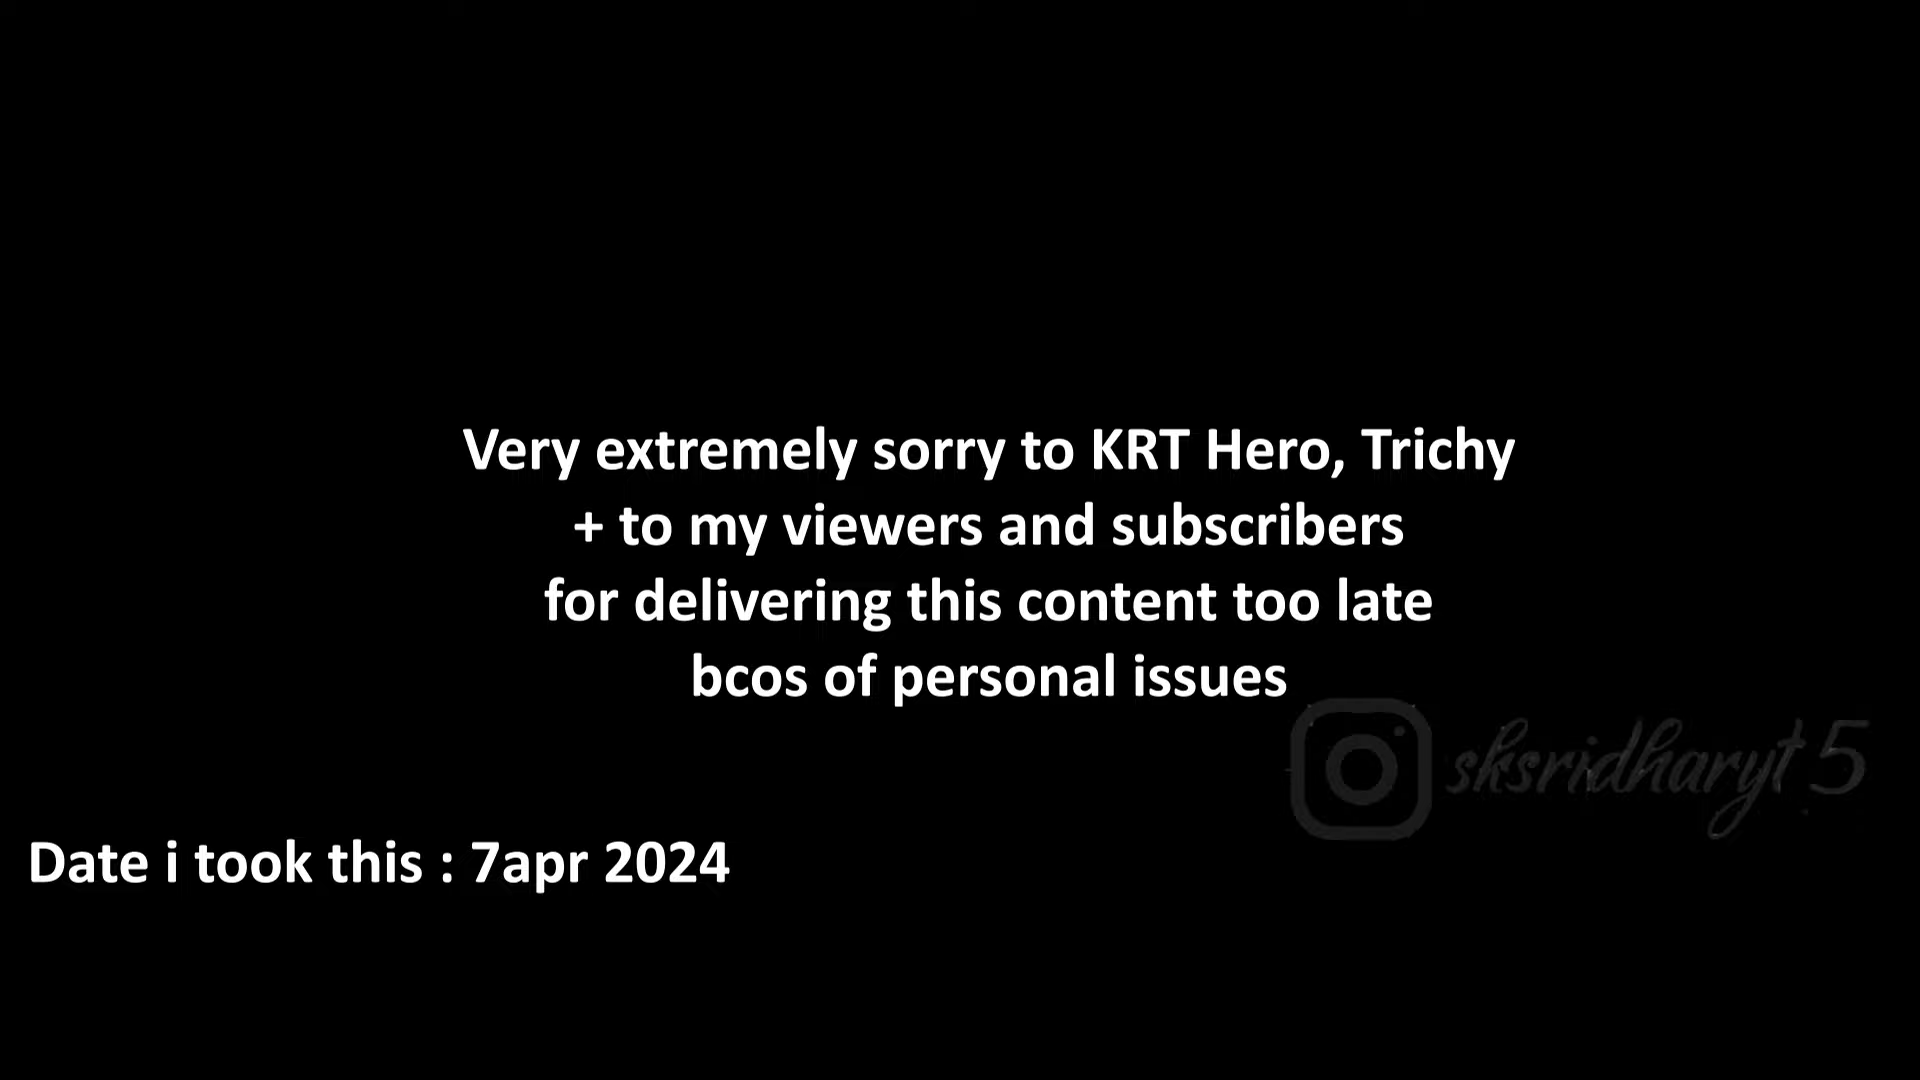 Very extremely sorry to KRT Hero, Trichy
+ to my viewers and subscribers
for delivering this content too late
bcos of personal issues
sksridharyt5
Date i took this : 7apr 2024